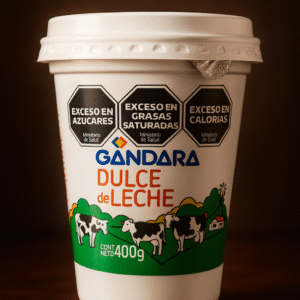 EXCESO EN
AZÚCARES
Ministerio
de Salud
EXCESO EN
GRASAS
SATURADAS
Ministerio
de Salud
EXCESO EN
CALORÍAS
Ministerio
de Salud
GÁNDARA
DULCE
de LECHE
CONT
NETO 400g